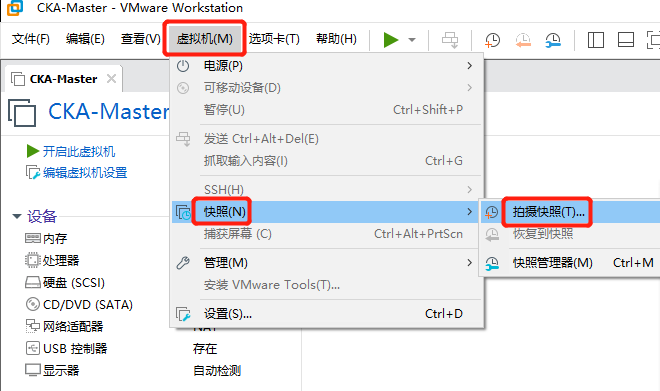 CKA-Master - VMware Workstation
文件(F) 编辑(E) 查看(V) 虚拟机(M) 选项卡(T) 帮助(H)
CKA-Master
CKA-Master
开启此虚拟机
编辑虚拟机设置
设备
内存
处理器
硬盘 (SCSI)
CD/DVD (SATA)
网络适配器
USB 控制器 存在
显示器 自动检测
电源(P)
可移动设备(D)
暂停(U) Ctrl+Shift+P
发送 Ctrl+Alt+Del(E)
抓取输入内容(I) Ctrl+G
SSH(H)
快照(N)
捕获屏幕 (C) Ctrl+Alt+PrtScn
管理(M)
安装 VMware Tools(T)...
设置(S)... Ctrl+D
拍摄快照(T)...
恢复到快照
快照管理器(M) Ctrl+M